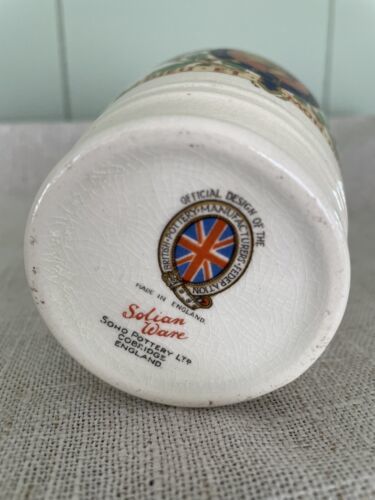 OFFICIAL DESIGN OF THE
BRITISH POTTERY MANUFACTURERS FEDERATION
MADE IN ENGLAND
Solian
Ware
SOHO POTTERY LTD
COBRIDGE
ENGLAND